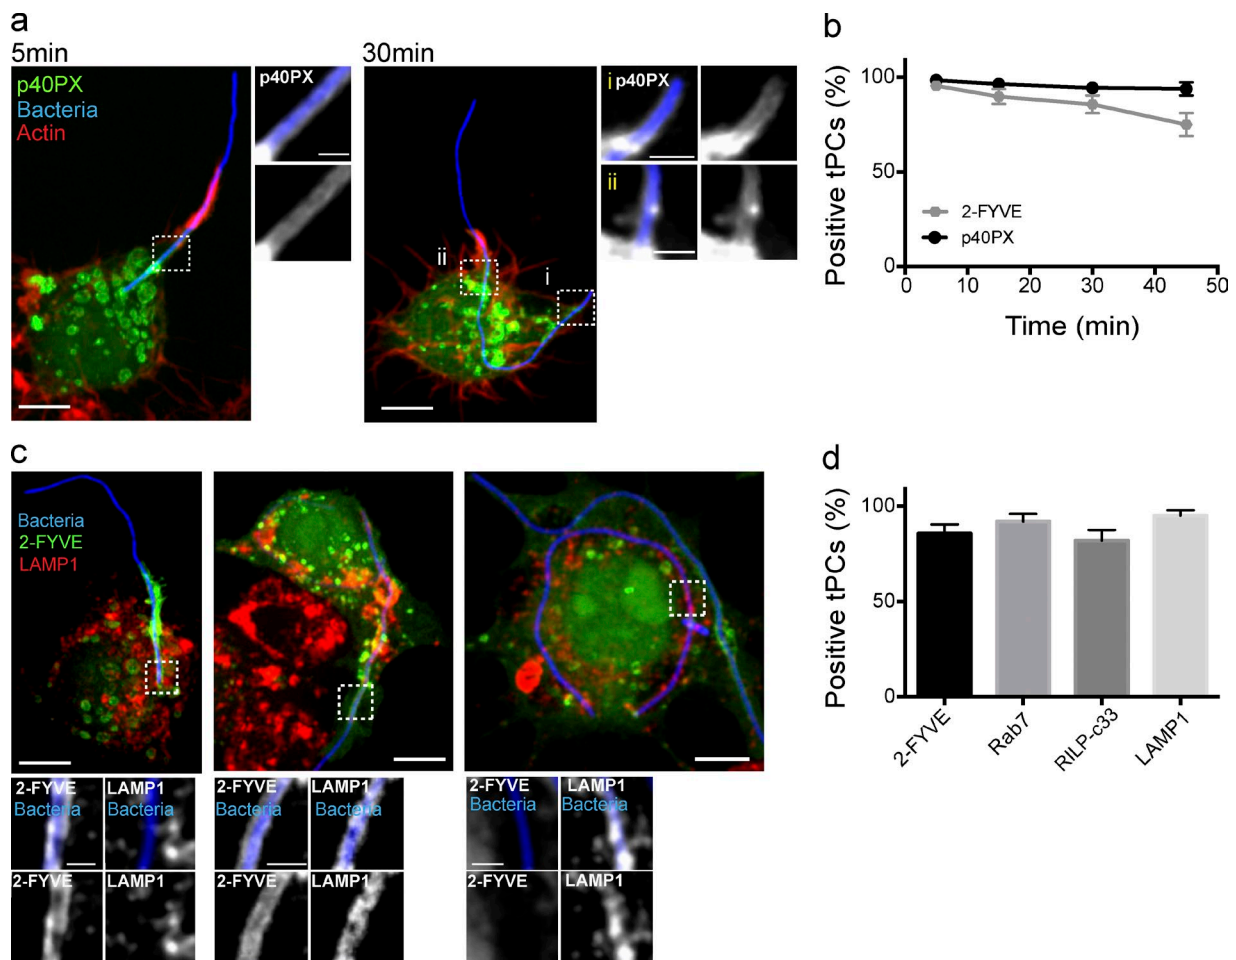 a
5min
30min
p40PX
Bacteria
Actin
p40PX
i p40PX
ii
ii
i
b
Positive tPCs (%)
100
50
0
2-FYVE
p40PX
0 10 20 30 40 50
Time (min)
c
Bacteria
2-FYVE
LAMP1
2-FYVE LAMP1
Bacteria Bacteria
2-FYVE LAMP1
2-FYVE LAMP1
Bacteria Bacteria
2-FYVE LAMP1
2-FYVE LAMP1
Bacteria Bacteria
2-FYVE LAMP1
d
Positive tPCs (%)
100
50
0
2-FYVE
Rab7
RILP-c33
LAMP1